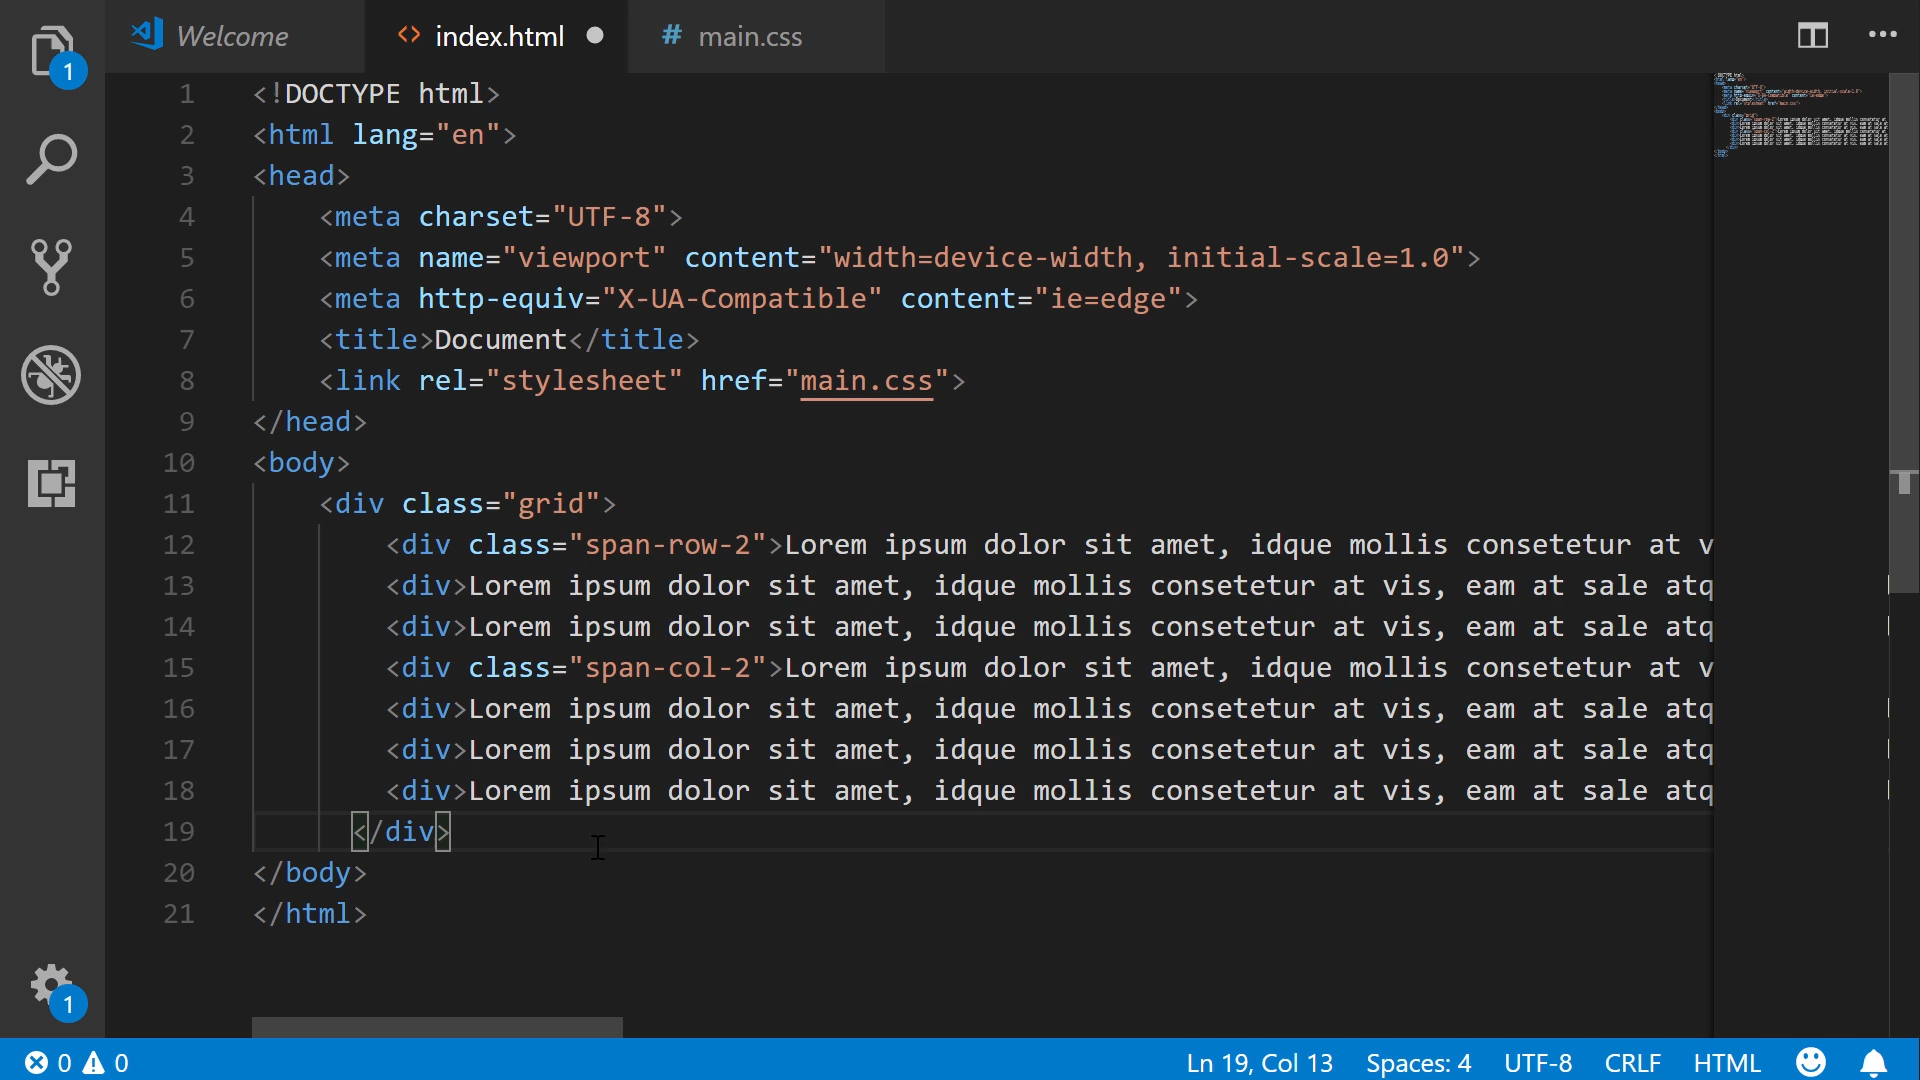 Welcome
index.html
# main.css
1
1 <!DOCTYPE html>
2 <html lang="en">
3 <head>
4 <meta charset="UTF-8">
5 <meta name="viewport" content="width=device-width, initial-scale=1.0">
6 <meta http-equiv="X-UA-Compatible" content="ie=edge">
7 <title>Document</title>
8 <link rel="stylesheet" href="main.css">
9 </head>
10 <body>
11 <div class="grid">
12 <div class="span-row-2">Lorem ipsum dolor sit amet, idque mollis consetetur at v
13 <div>Lorem ipsum dolor sit amet, idque mollis consetetur at vis, eam at sale atq
14 <div>Lorem ipsum dolor sit amet, idque mollis consetetur at vis, eam at sale atq
15 <div class="span-col-2">Lorem ipsum dolor sit amet, idque mollis consetetur at v
16 <div>Lorem ipsum dolor sit amet, idque mollis consetetur at vis, eam at sale atq
17 <div>Lorem ipsum dolor sit amet, idque mollis consetetur at vis, eam at sale atq
18 <div>Lorem ipsum dolor sit amet, idque mollis consetetur at vis, eam at sale atq
19 </div>
20 </body>
21 </html>
1
0 0 Ln 19, Col 13 Spaces: 4 UTF-8 CRLF HTML